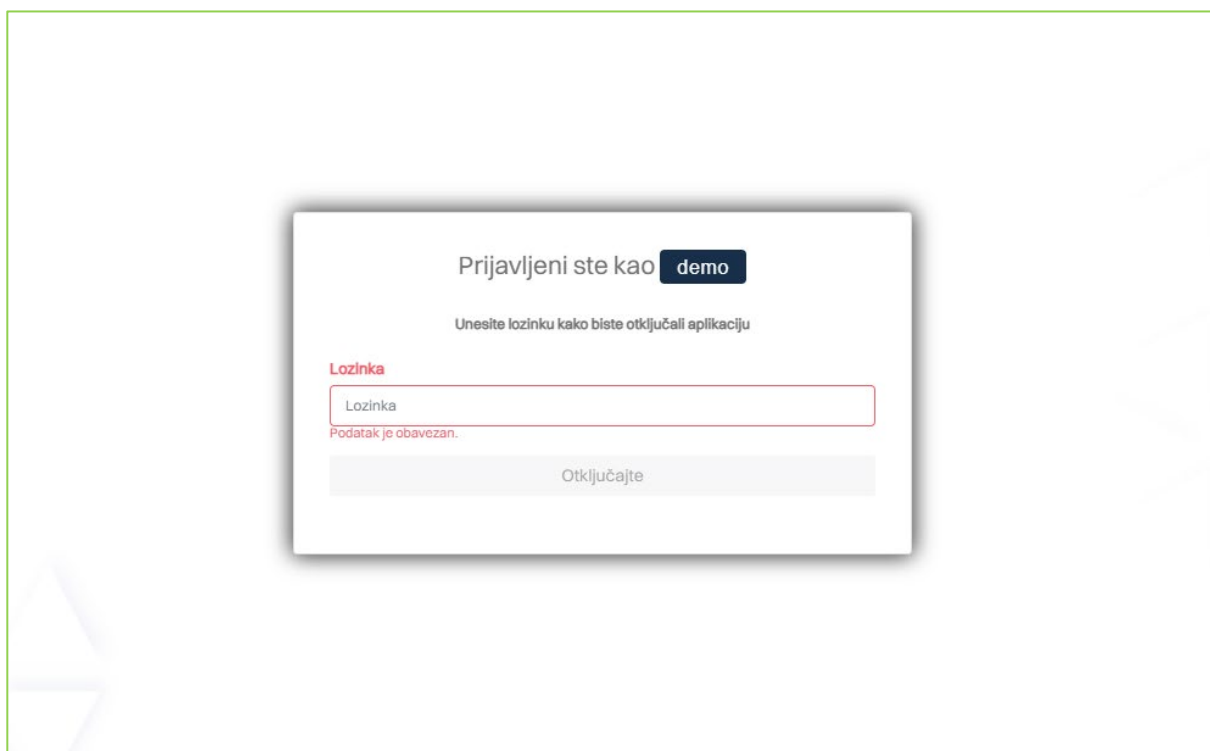 Prijavljeni ste kao demo
Unesite lozinku kako biste otključali aplikaciju
Lozinka
Lozinka
Podatak je obavezan.
Otključajte